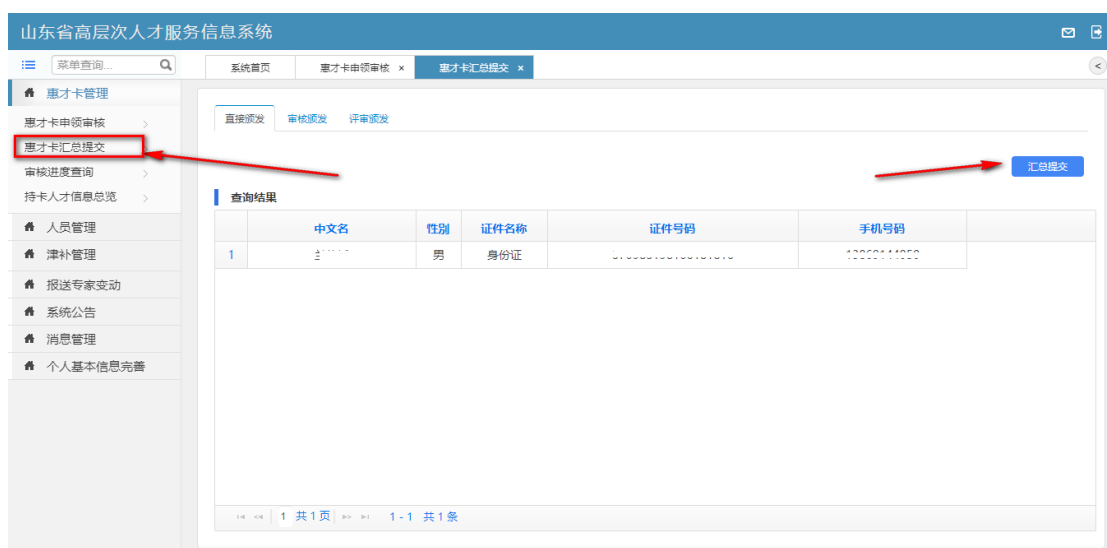 山东省高层次人才服务信息系统
菜单查询...
系统首页 惠才卡申领审核 × 惠才卡汇总提交 ×
惠才卡管理
惠才卡申领审核
惠才卡汇总提交
审核进度查询
持卡人才信息总览
人员管理
津补管理
报送专家变动
系统公告
消息管理
个人基本信息完善
直接颁发 审核颁发 评审颁发
汇总提交
查询结果
中文名 性别 证件名称 证件号码 手机号码
1 男 身份证
1 共1页 1-1 共1条